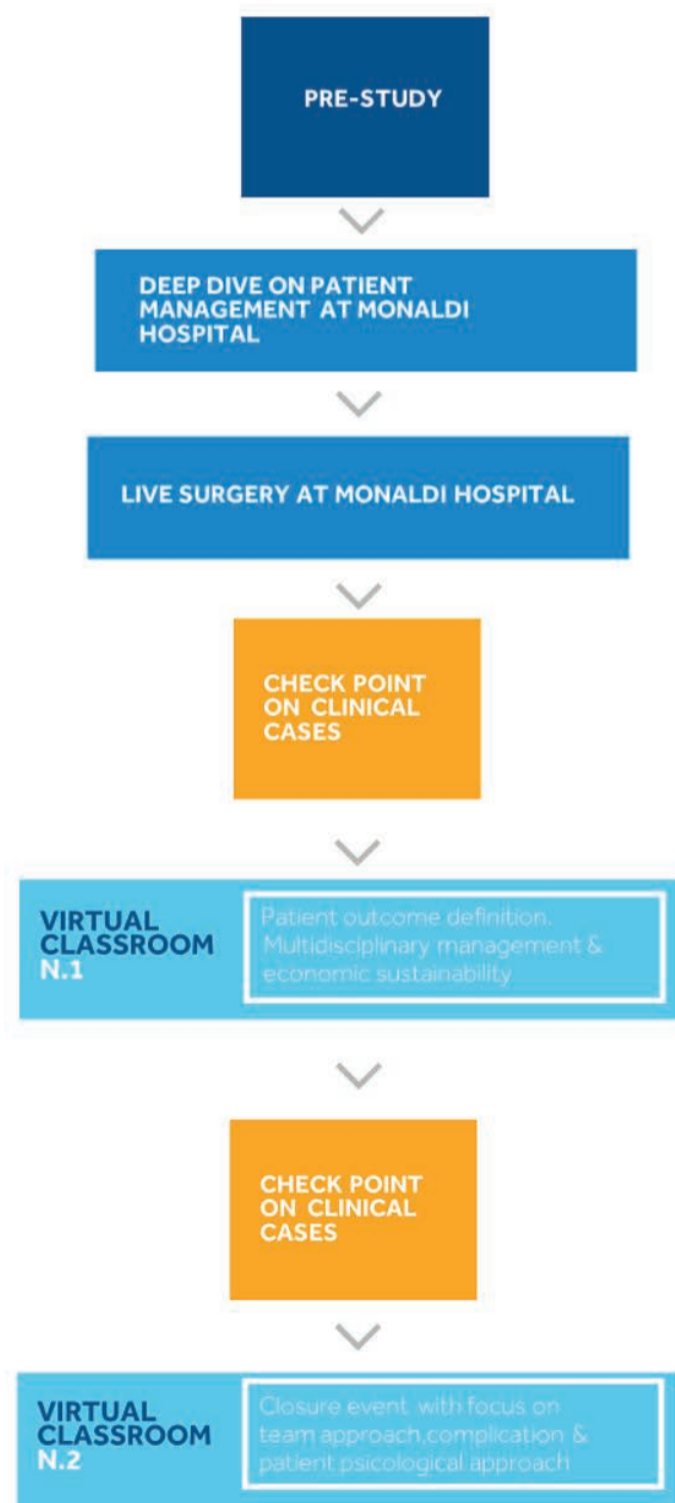 PRE-STUDY
DEEP DIVE ON PATIENT
MANAGEMENT AT MONALDI
HOSPITAL
LIVE SURGERY AT MONALDI HOSPITAL
CHECK POINT
ON CLINICAL
CASES
VIRTUAL
CLASSROOM
N.1
Patient outcome definition.
Multidisciplinary management &
economic sustainability
CHECK POINT
ON CLINICAL
CASES
VIRTUAL
CLASSROOM
N.2
Closure event with focus on
team approach,complication &
patient psicological approach